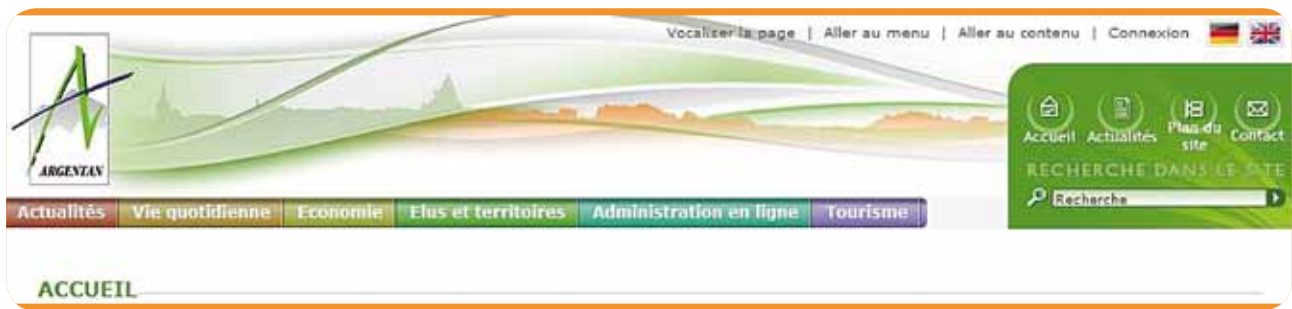 Vocaliser la page | Aller au menu | Aller au contenu | Connexion
ARGENTAN
Accueil Actualités Plan du site Contact
RECHERCHE DANS LE SITE
Recherche
Actualités Vie quotidienne Economie Elus et territoires Administration en ligne Tourisme
ACCUEIL